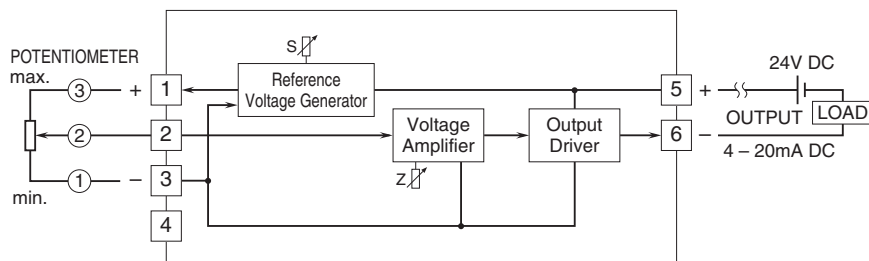 S
24V DC
POTENTIOMETER
max.
3 + 1
Reference
Voltage Generator
5 +
OUTPUT
LOAD
2 2
Voltage
Amplifier
Output
Driver
6 –
4 – 20mA DC
1 – 3
Z
min.
4